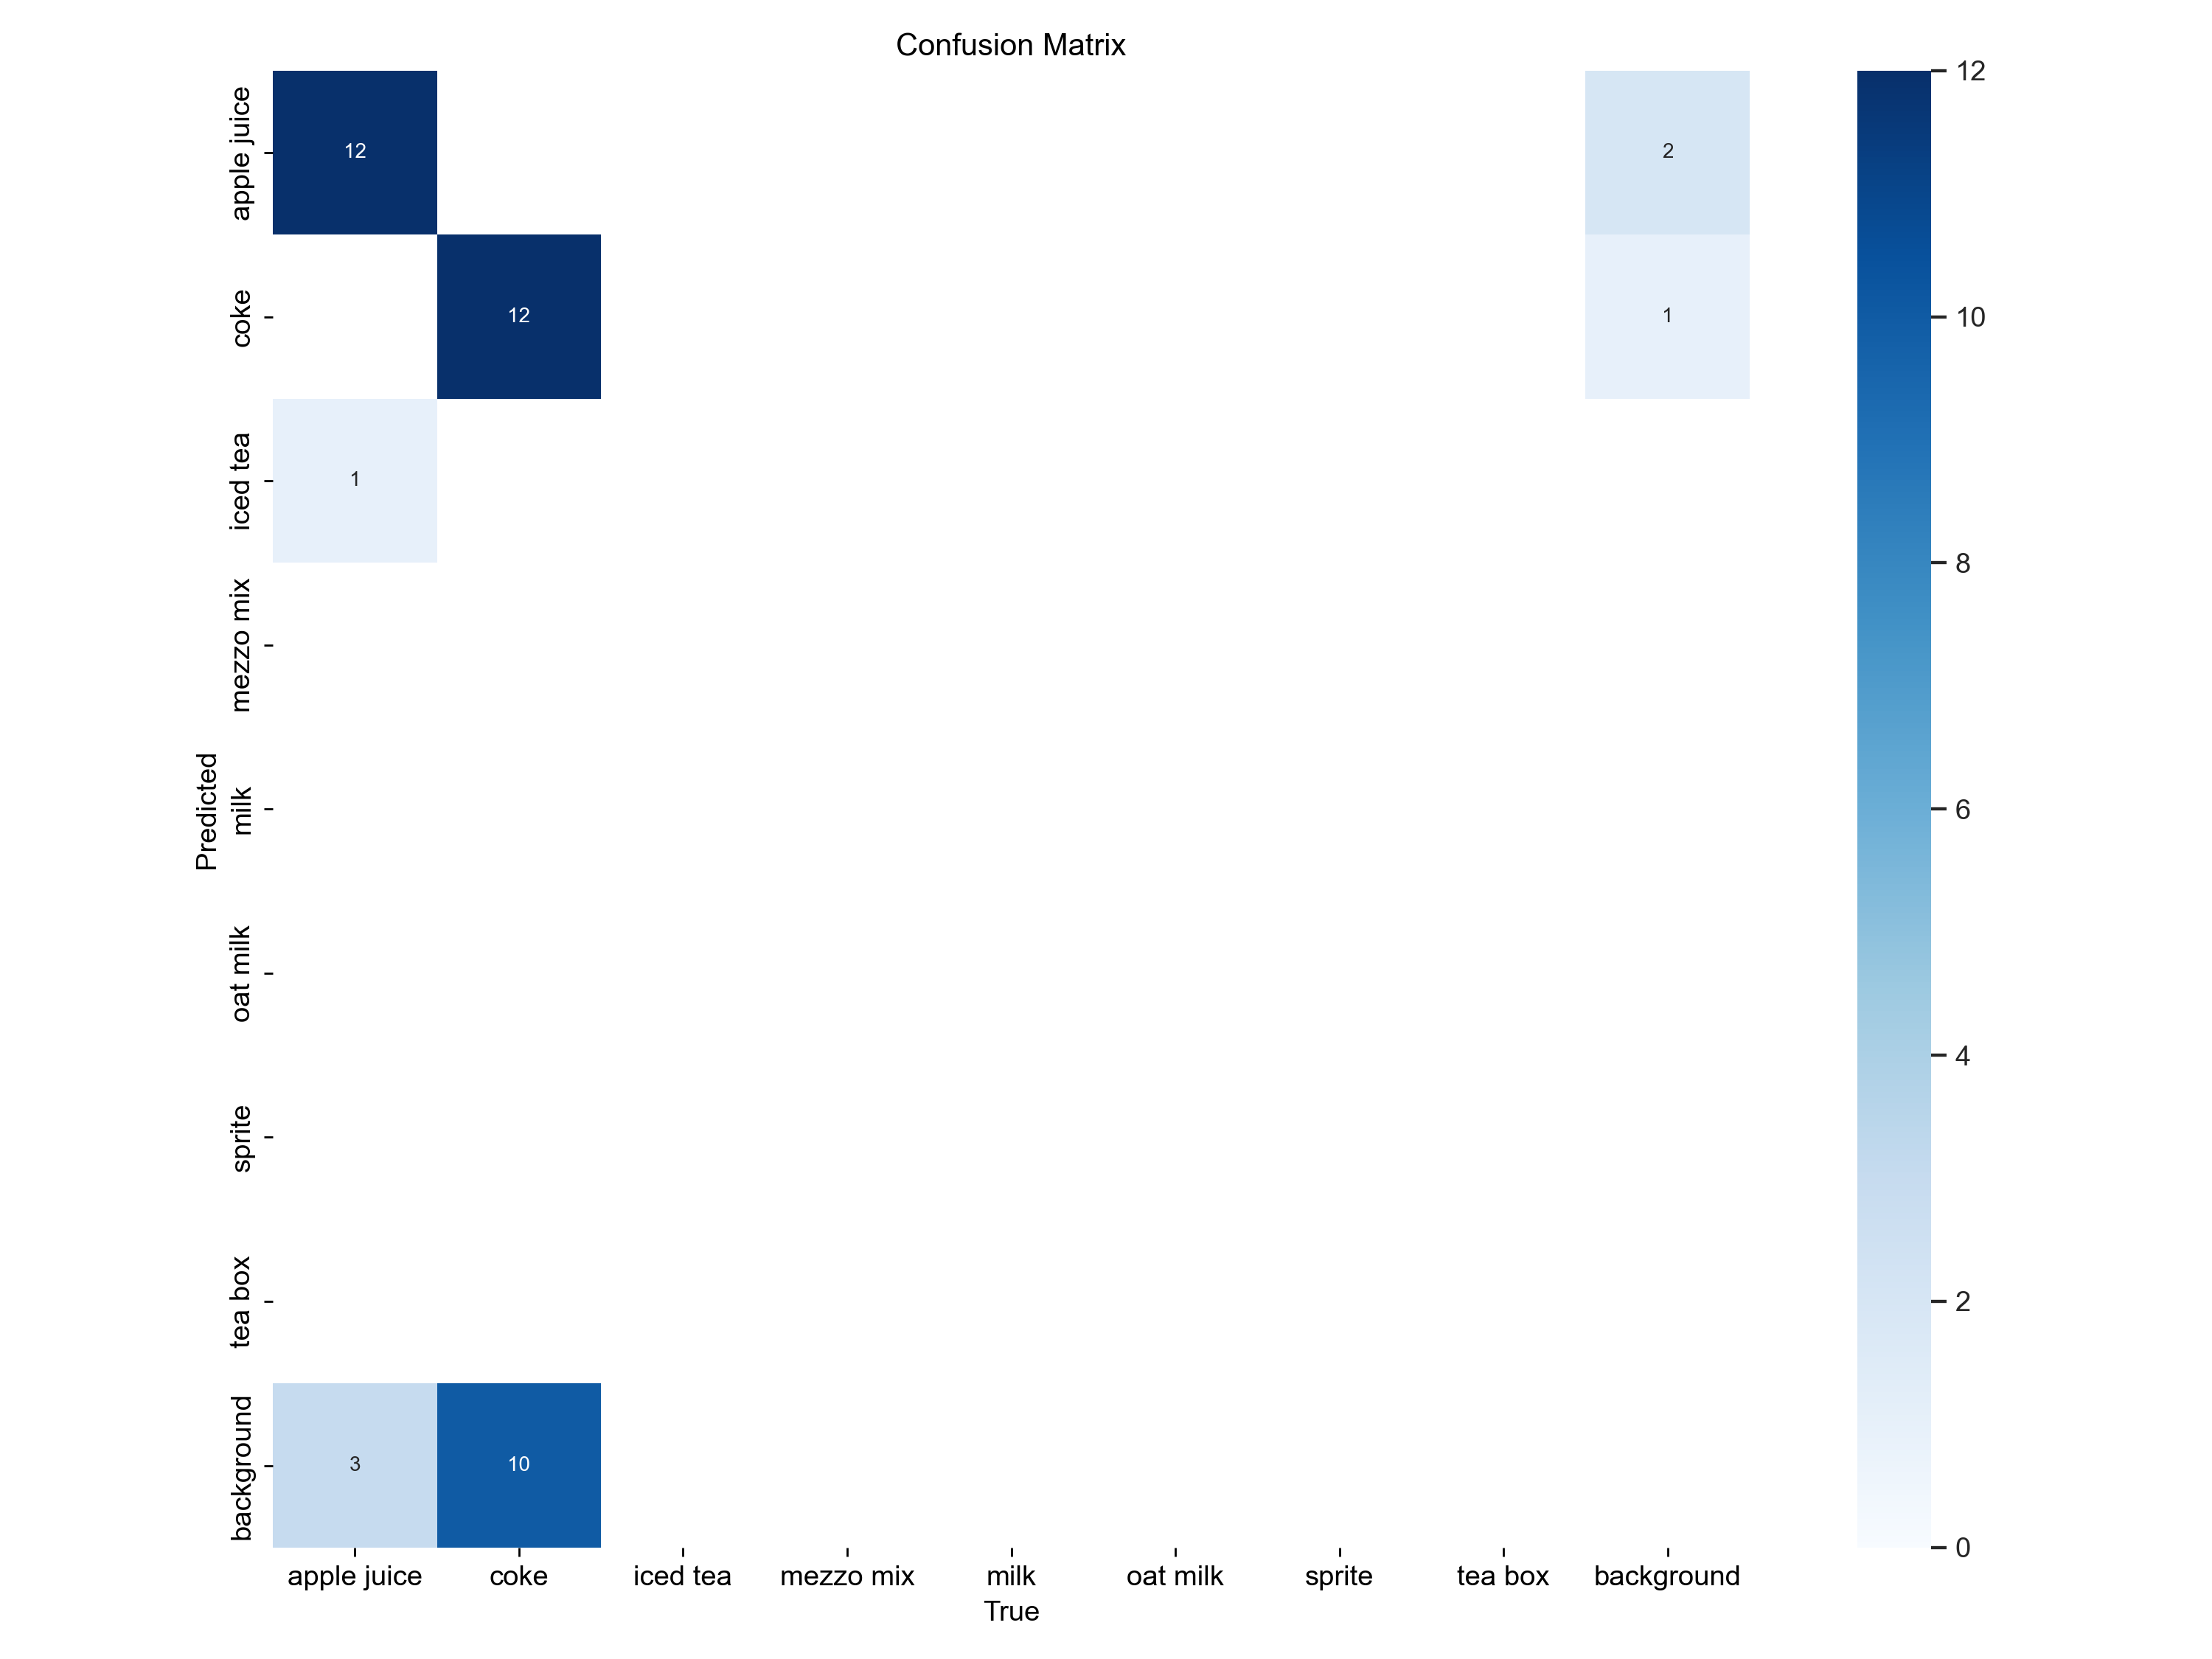 Confusion Matrix
apple juice
12
2
12
coke
12
1
10
iced tea
1
8
mezzo mix
Predicted
milk
6
oat milk
4
sprite
tea box
2
background
3
10
0
apple juice
coke
iced tea
mezzo mix
milk
oat milk
sprite
tea box
background
True